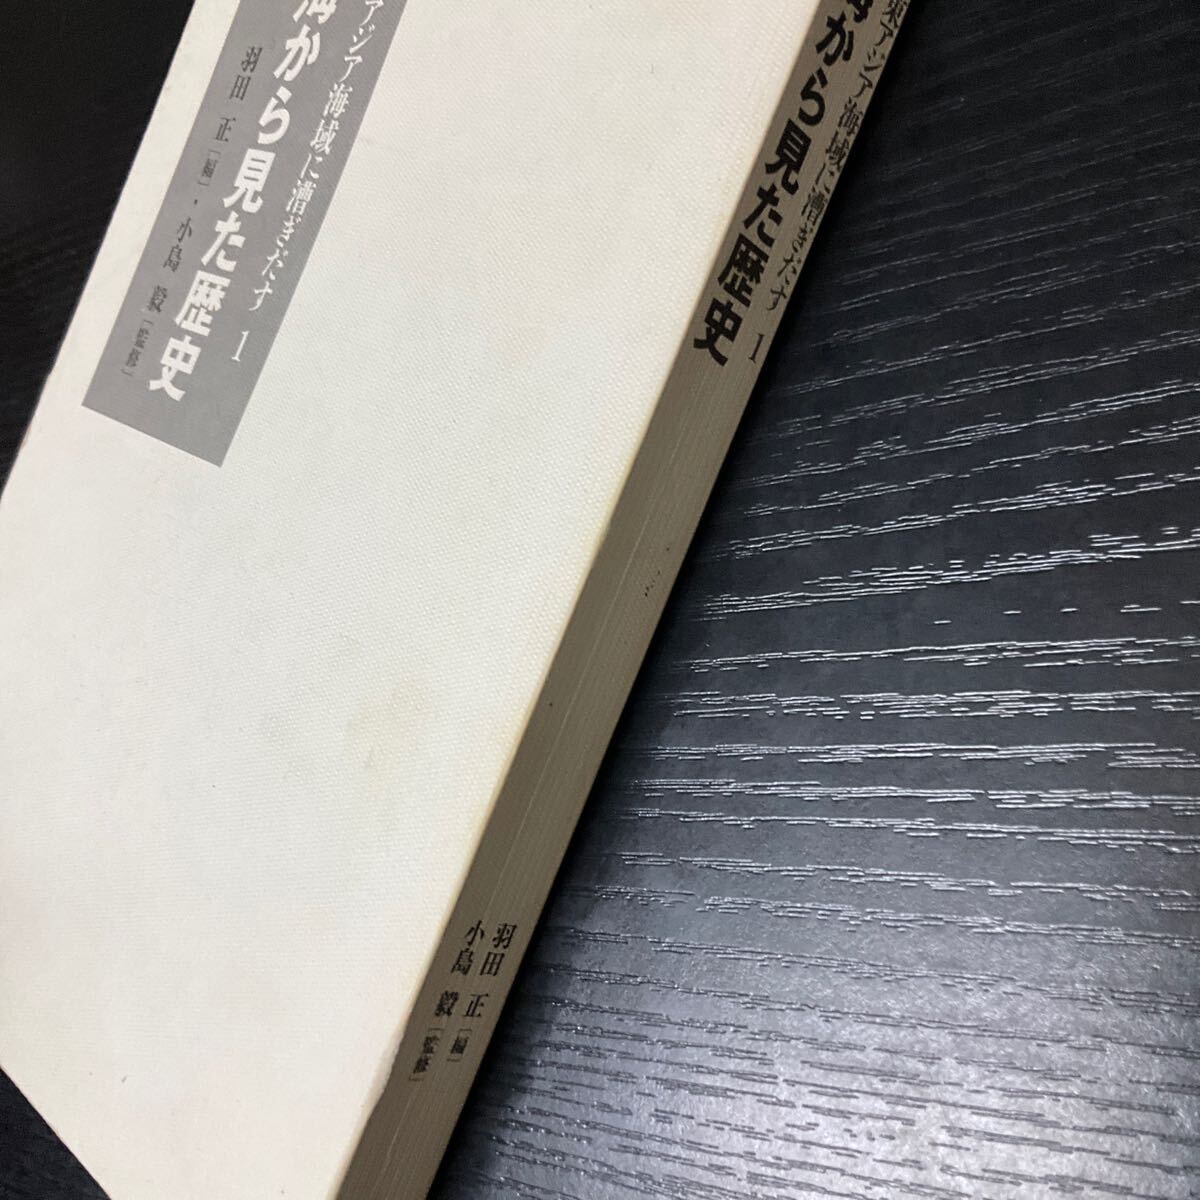 アジア海域に漕ぎだす 1
海から見た歴史
羽田 正［編］・小島 毅［監修］
東アジア海域に漕ぎだす 1
海から見た歴史
羽田 正［編］
小島 毅［監修］